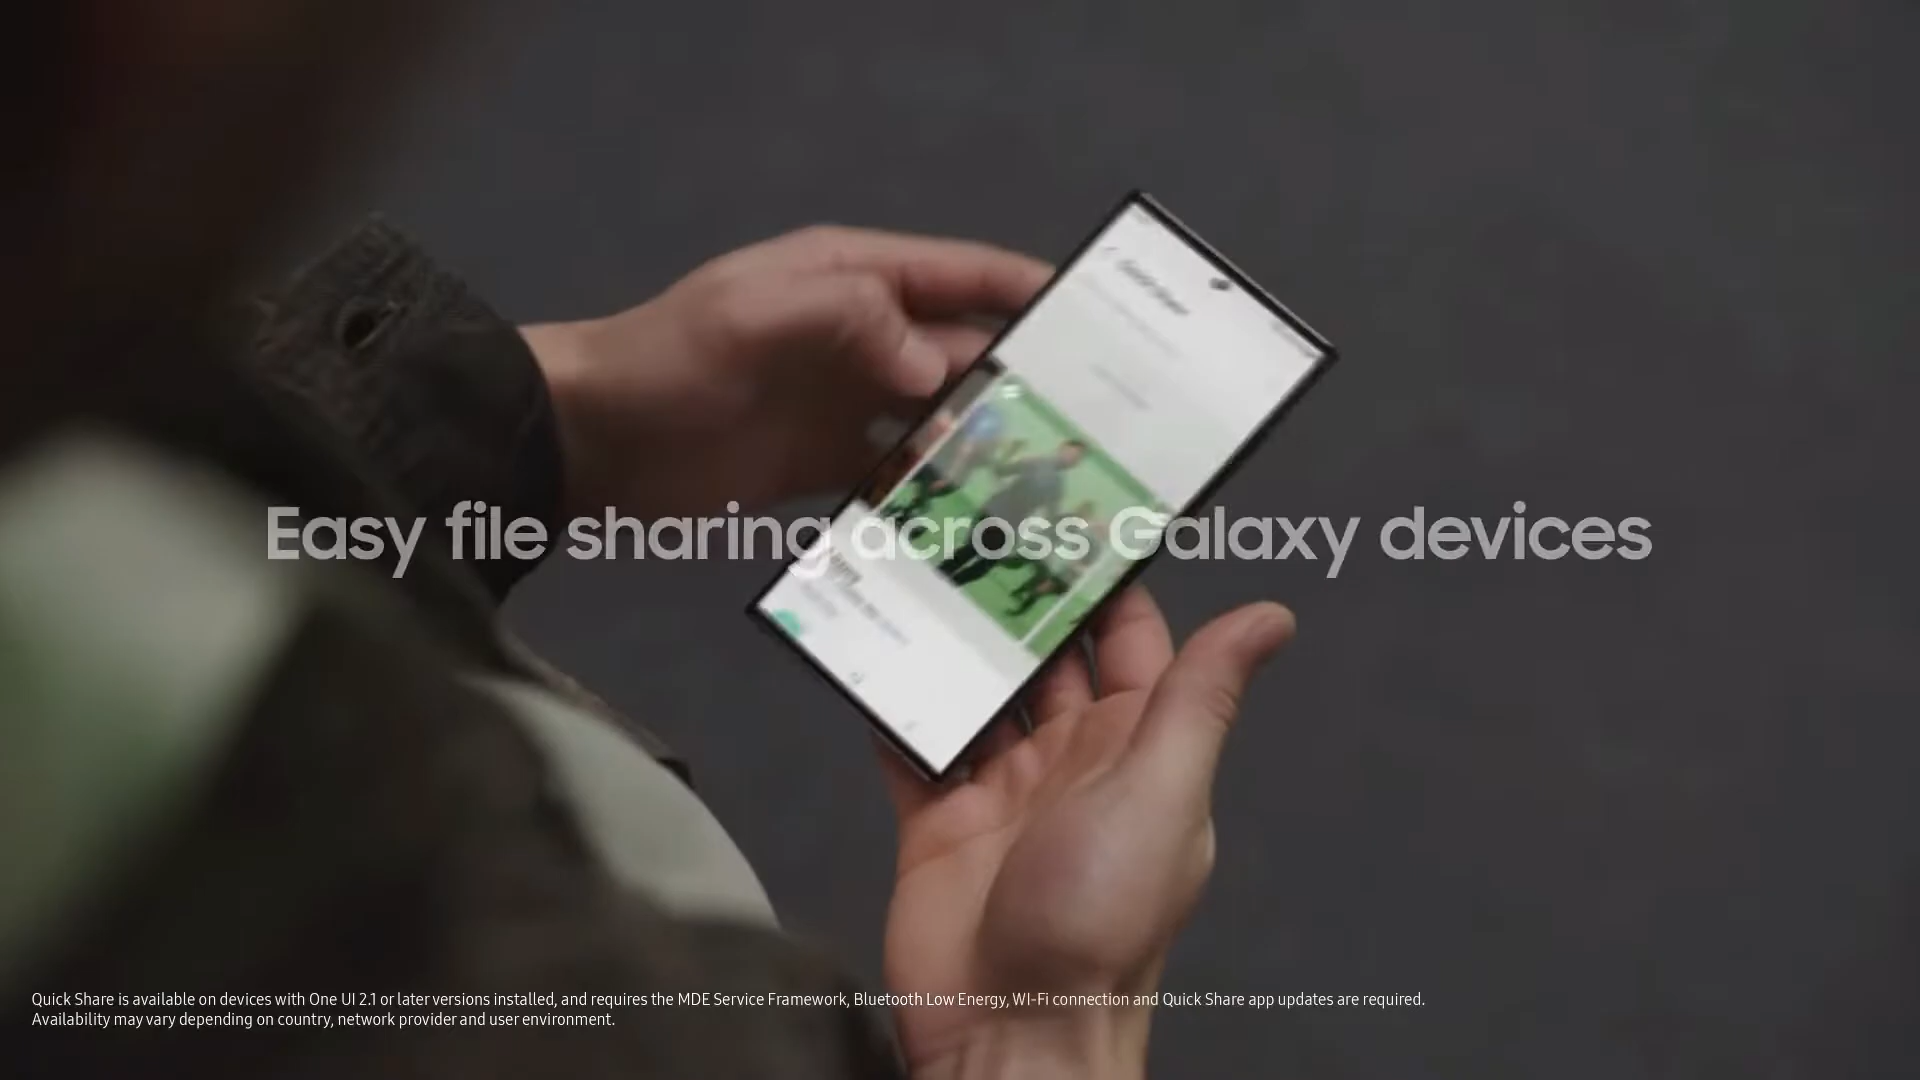 Easy file sharing across Galaxy devices
Quick Share is available on devices with One UI 2.1 or later versions installed, and requires the MDE Service Framework, Bluetooth Low Energy, WI-Fi connection and Quick Share app updates are required.
Availability may vary depending on country, network provider and user environment.